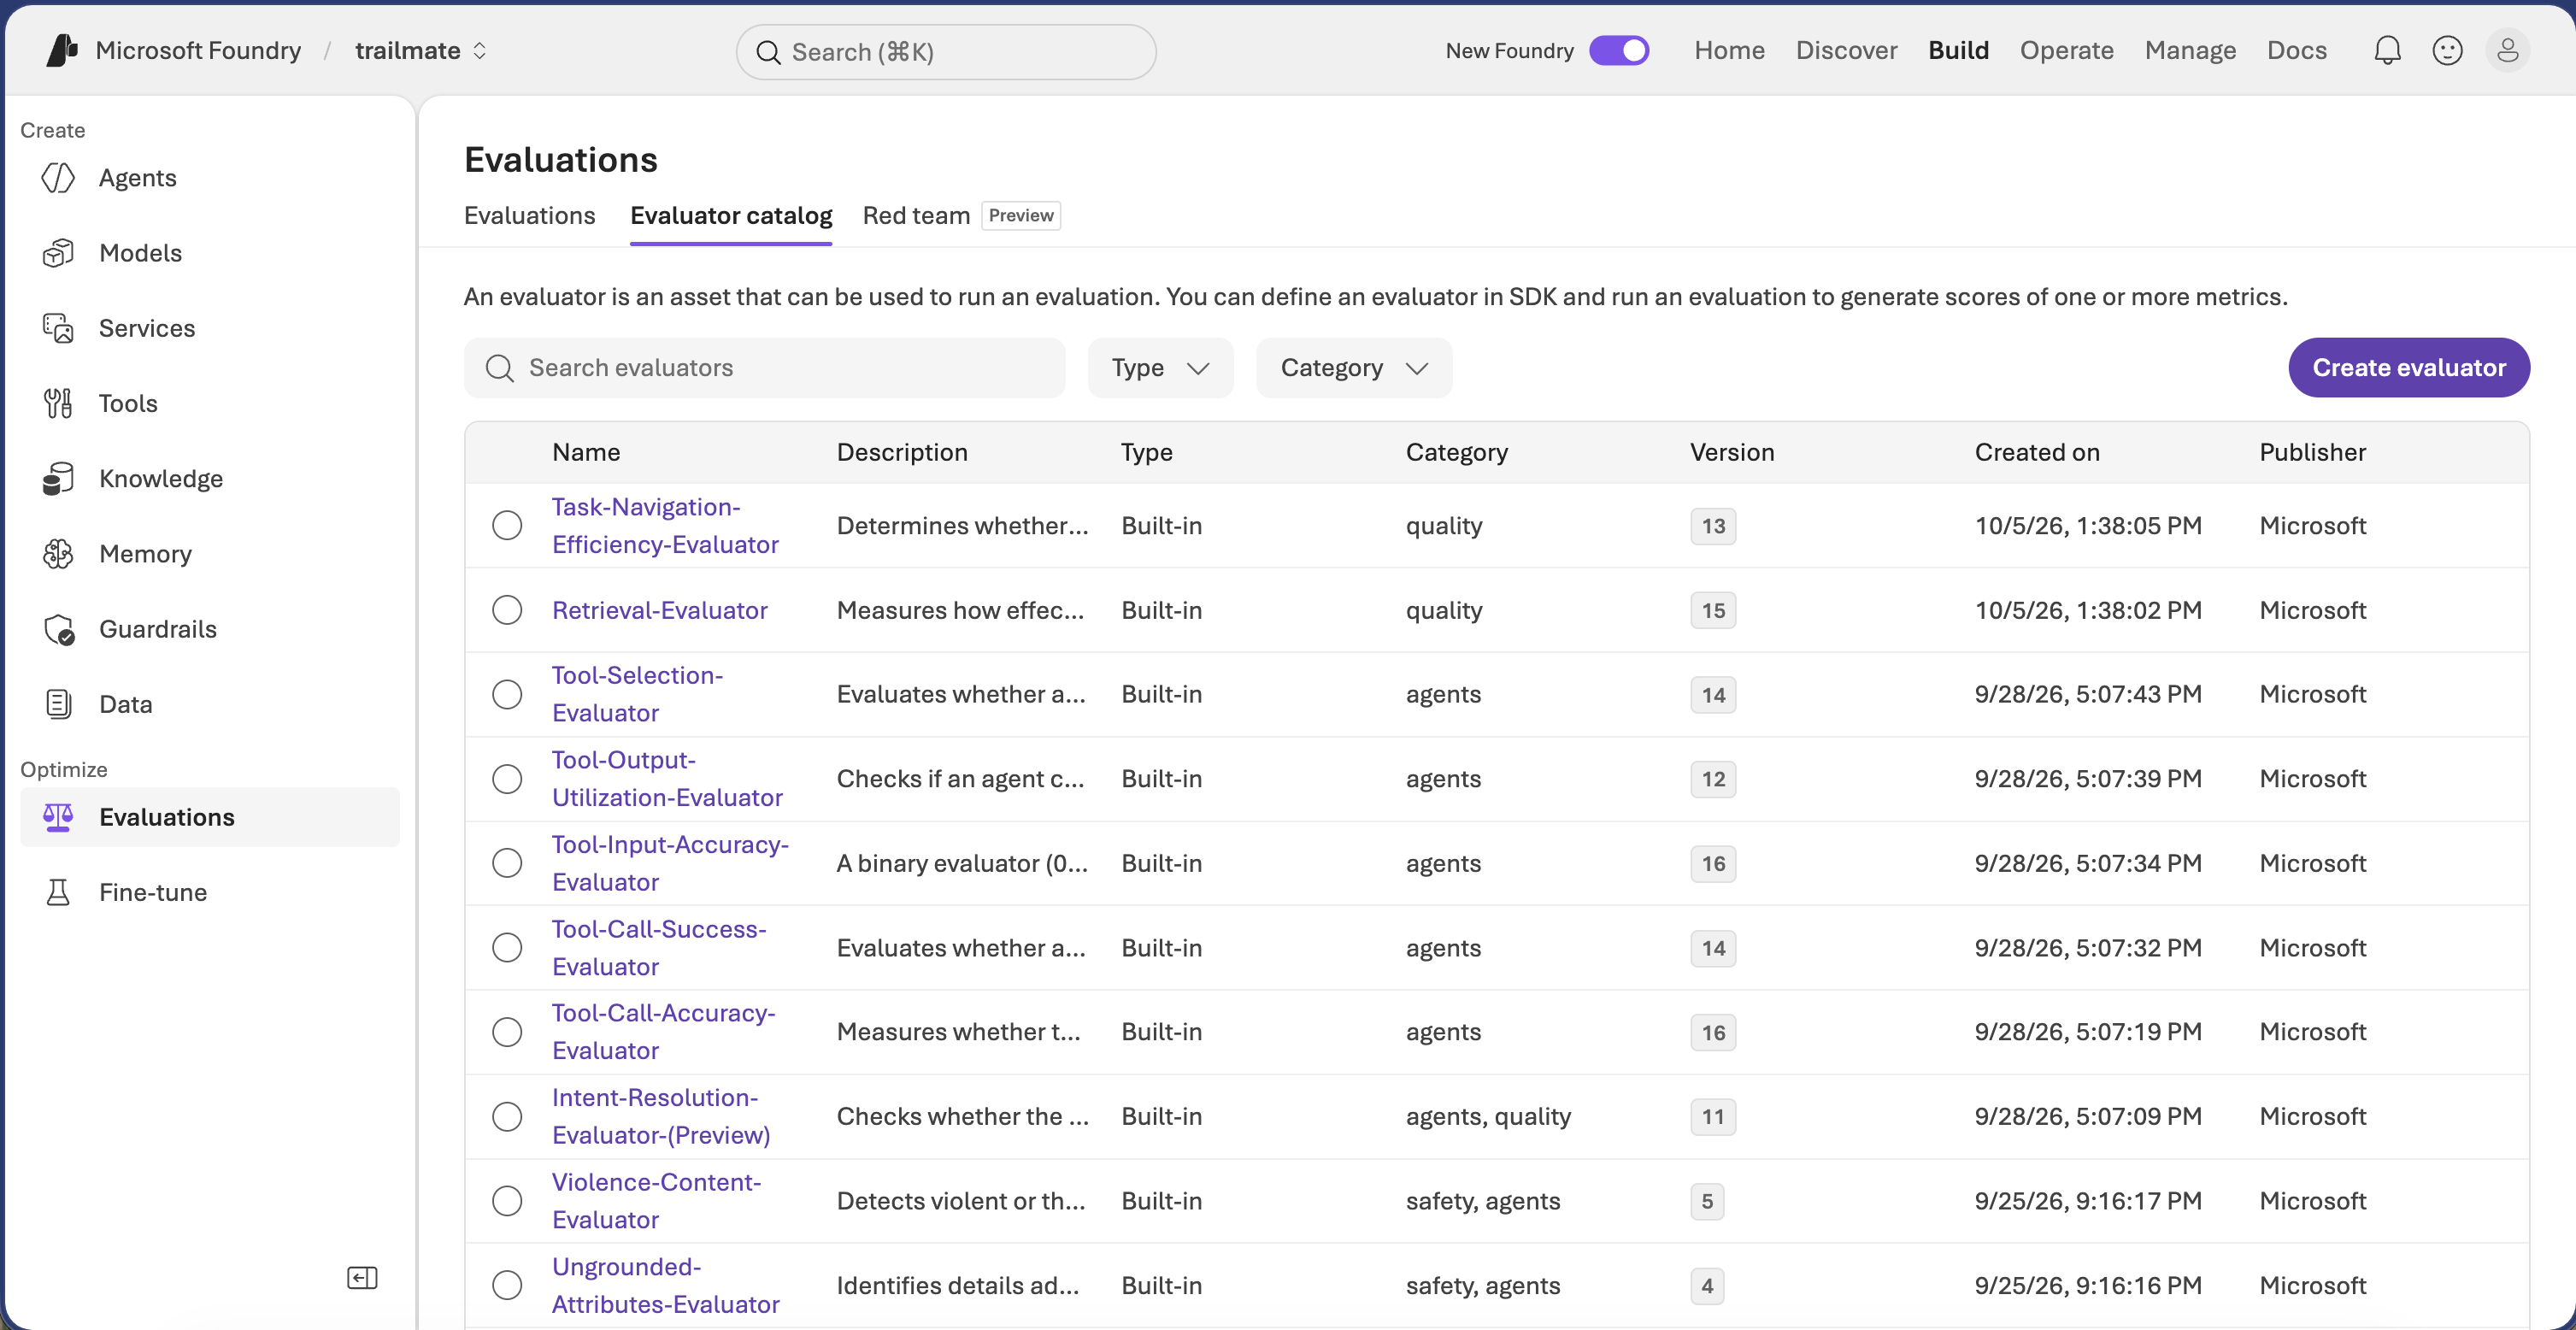 Microsoft Foundry / trailmate
Search (⌘K)
New Foundry
Home Discover Build Operate Manage Docs
Create
Agents
Models
Services
Tools
Knowledge
Memory
Guardrails
Data
Optimize
Evaluations
Fine-tune
Evaluations
Evaluations Evaluator catalog Red team Preview
An evaluator is an asset that can be used to run an evaluation. You can define an evaluator in SDK and run an evaluation to generate scores of one or more metrics.
Search evaluators Type Category Create evaluator
Name Description Type Category Version Created on Publisher
Task-Navigation-
Efficiency-Evaluator Determines whether... Built-in quality 13 10/5/26, 1:38:05 PM Microsoft
Retrieval-Evaluator Measures how effec... Built-in quality 15 10/5/26, 1:38:02 PM Microsoft
Tool-Selection-
Evaluator Evaluates whether a... Built-in agents 14 9/28/26, 5:07:43 PM Microsoft
Tool-Output-
Utilization-Evaluator Checks if an agent c... Built-in agents 12 9/28/26, 5:07:39 PM Microsoft
Tool-Input-Accuracy-
Evaluator A binary evaluator (0... Built-in agents 16 9/28/26, 5:07:34 PM Microsoft
Tool-Call-Success-
Evaluator Evaluates whether a... Built-in agents 14 9/28/26, 5:07:32 PM Microsoft
Tool-Call-Accuracy-
Evaluator Measures whether t... Built-in agents 16 9/28/26, 5:07:19 PM Microsoft
Intent-Resolution-
Evaluator-(Preview) Checks whether the ... Built-in agents, quality 11 9/28/26, 5:07:09 PM Microsoft
Violence-Content-
Evaluator Detects violent or th... Built-in safety, agents 5 9/25/26, 9:16:17 PM Microsoft
Ungrounded-
Attributes-Evaluator Identifies details ad... Built-in safety, agents 4 9/25/26, 9:16:16 PM Microsoft